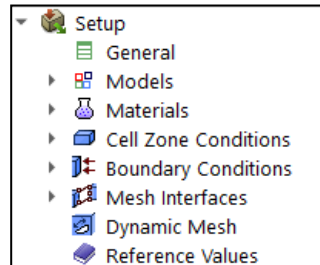 Setup
General
Models
Materials
Cell Zone Conditions
Boundary Conditions
Mesh Interfaces
Dynamic Mesh
Reference Values